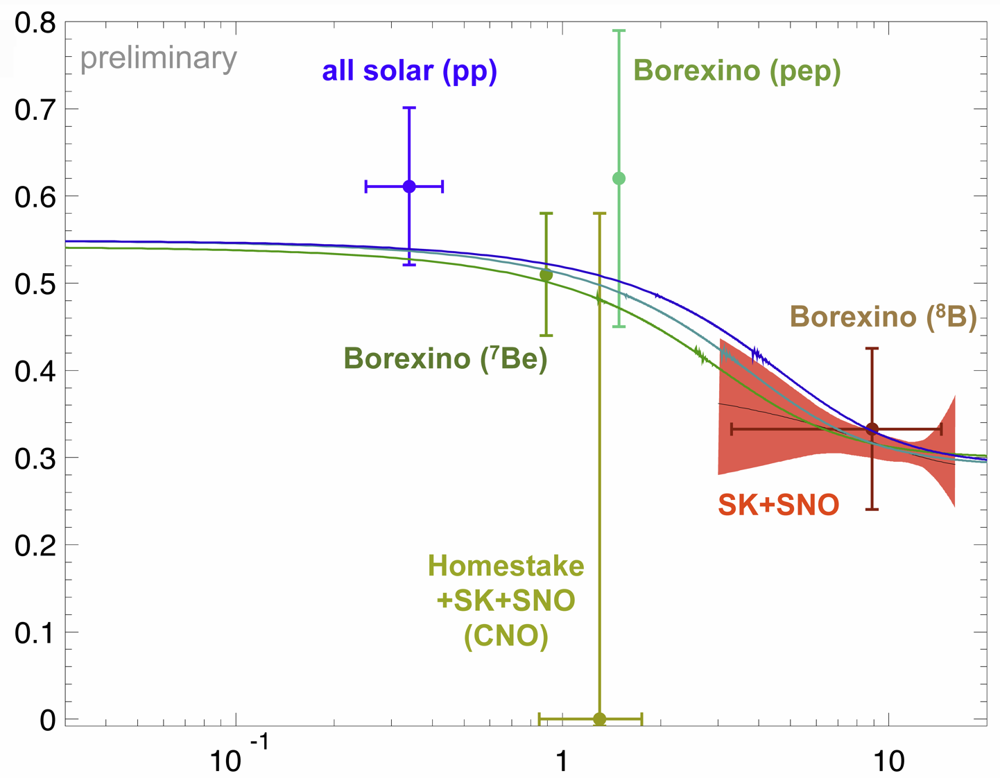 0.8
preliminary
all solar (pp)
Borexino (pep)
0.7
0.6
0.5
Borexino (⁸B)
Borexino (⁷Be)
0.4
0.3
SK+SNO
0.2
Homestake
+SK+SNO
(CNO)
0.1
0
10⁻¹
1
10